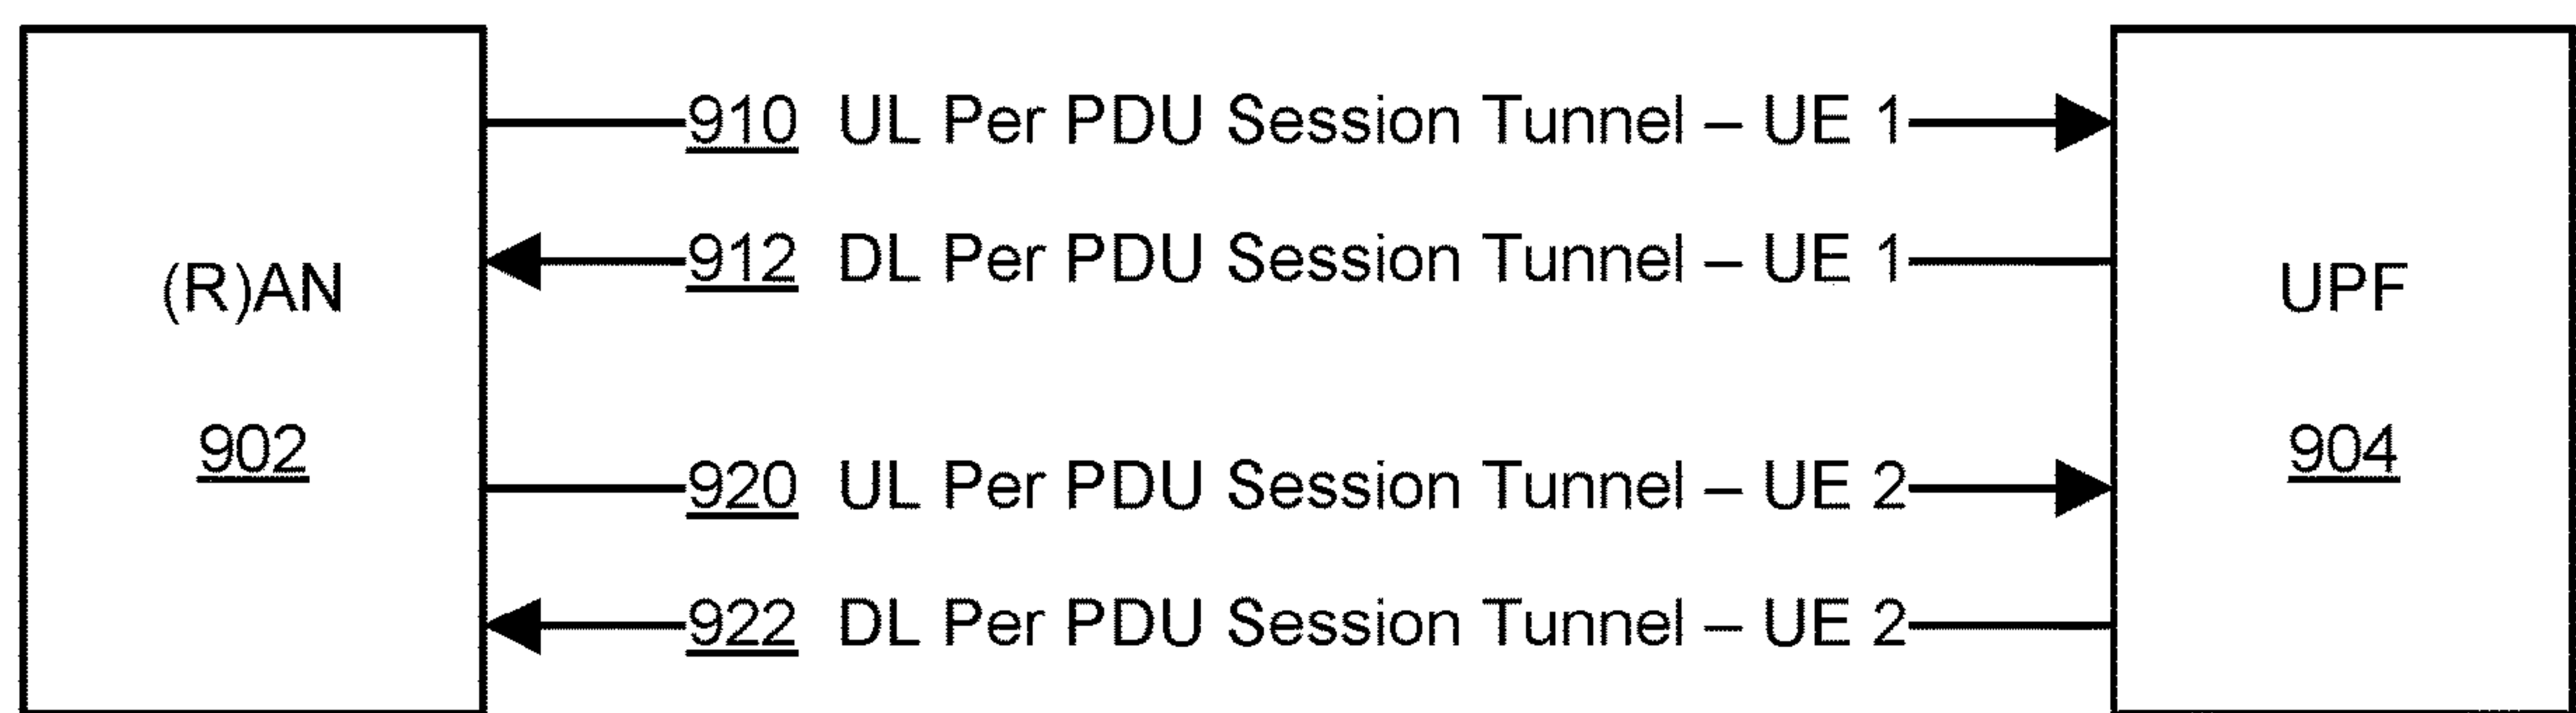 910 UL Per PDU Session Tunnel – UE 1
912 DL Per PDU Session Tunnel – UE 1
(R)AN
UPF
902
904
920 UL Per PDU Session Tunnel – UE 2
922 DL Per PDU Session Tunnel – UE 2